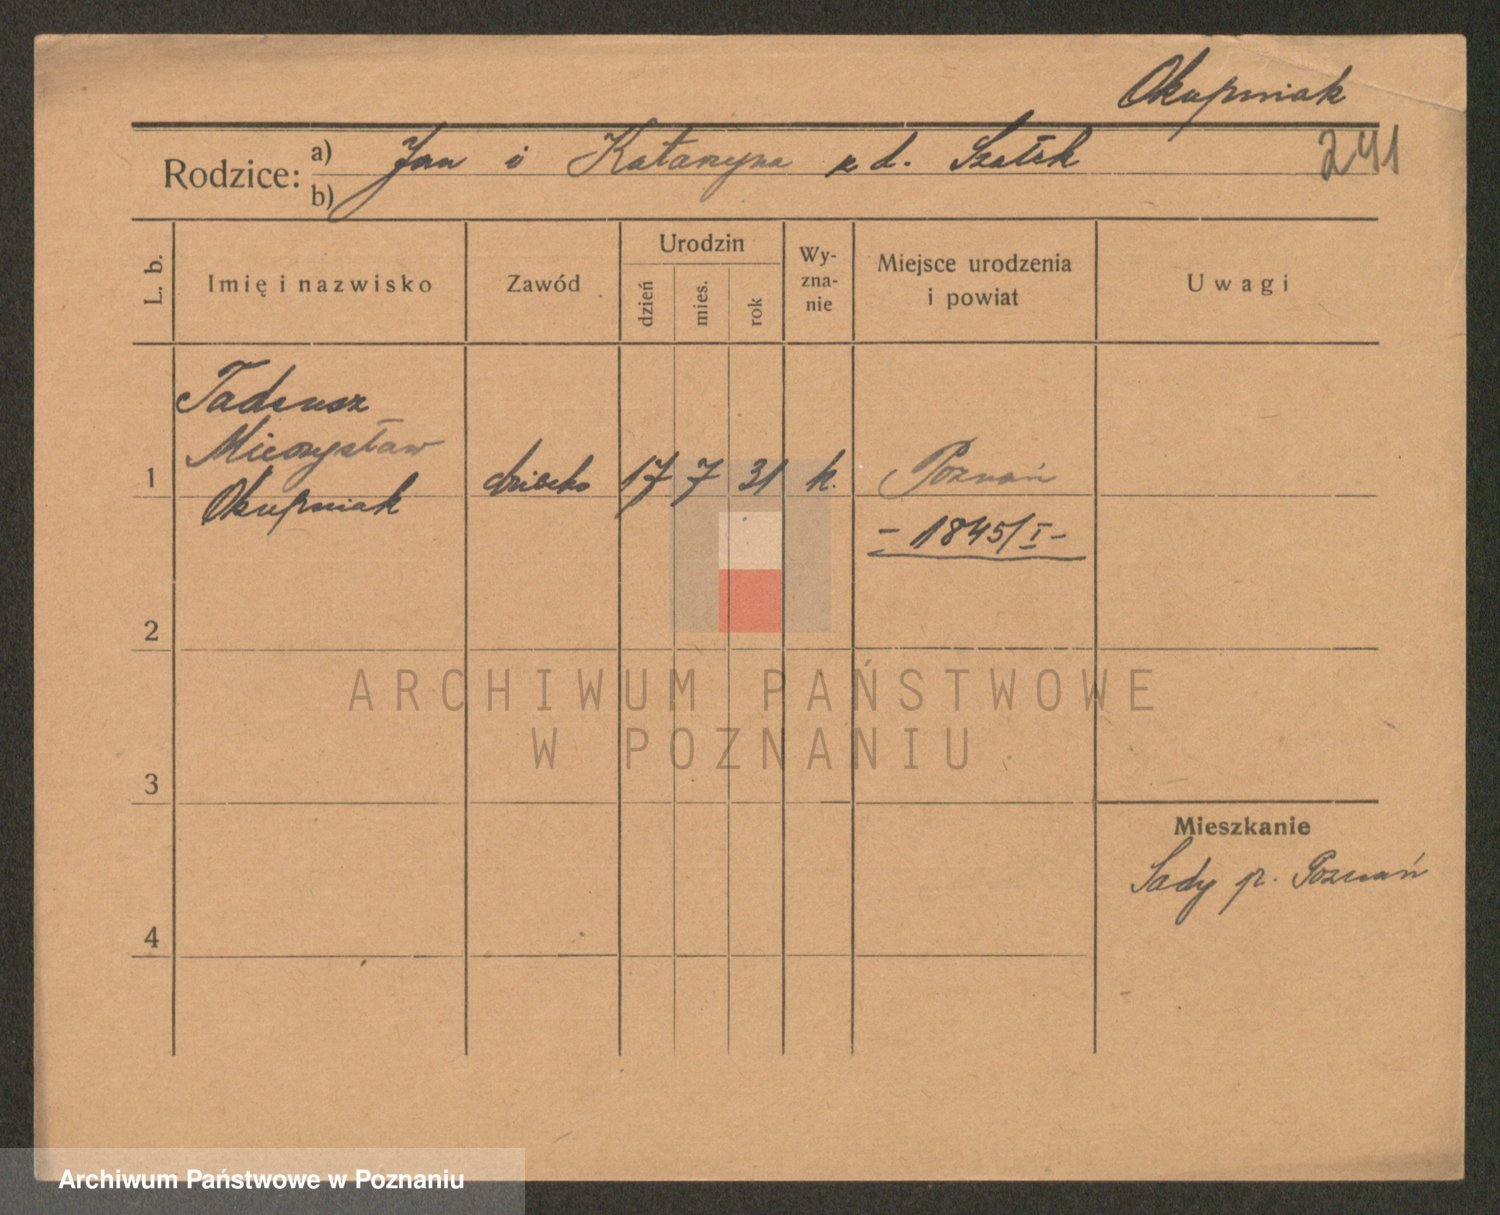 Okupniak
Rodzice: a) b) Jan i Katarzyna z d. Szałek
241
L. b.
Imię i nazwisko
Zawód
Urodzin
dzień
mies.
rok
Wy-
zna-
nie
Miejsce urodzenia
i powiat
Uwagi
Tadeusz
Mieczysław
1 Okupniak dziecko 17 7 31 k. Poznań
- 1845/I -
2
ARCHIWUM PAŃSTWOWE
W POZNANIU
3
Mieszkanie
Sady p. Poznań
4
Archiwum Państwowe w Poznaniu